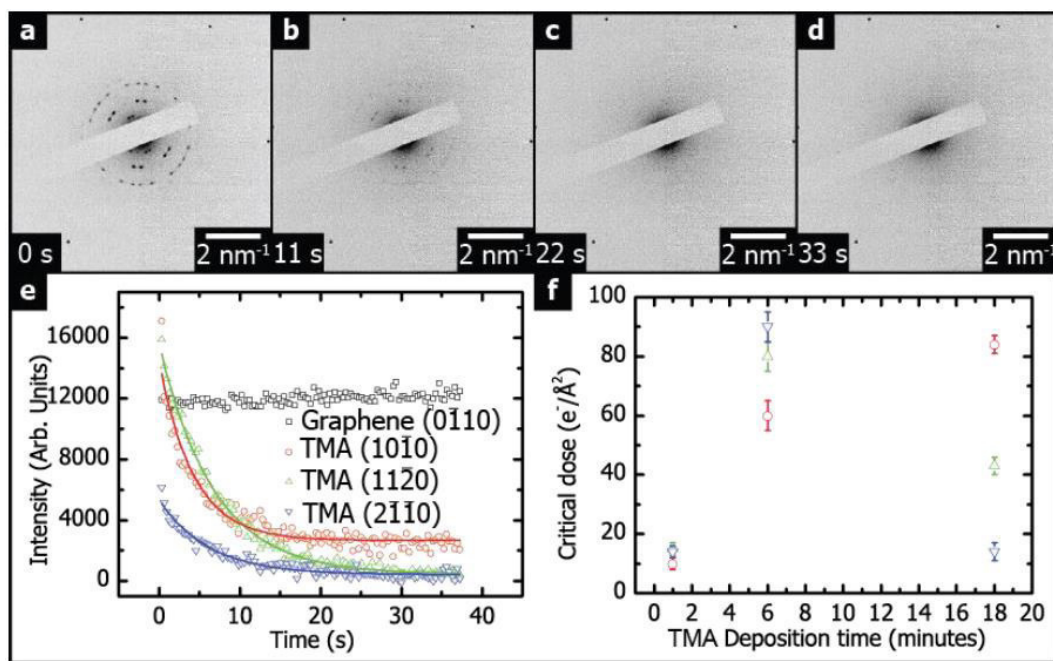 a b c d
0 s 2 nm⁻¹ 11 s 2 nm⁻¹ 22 s 2 nm⁻¹ 33 s 2 nm⁻¹
e
16000
12000
8000
4000
0
Intensity (Arb. Units)
Graphene (01̄10)
TMA (101̄0)
TMA (112̄0)
TMA (21̄1̄0)
0 10 20 30 40
Time (s)
f
100
80
60
40
20
0
Critical dose (e⁻/Å²)
0 2 4 6 8 10 12 14 16 18 20
TMA Deposition time (minutes)